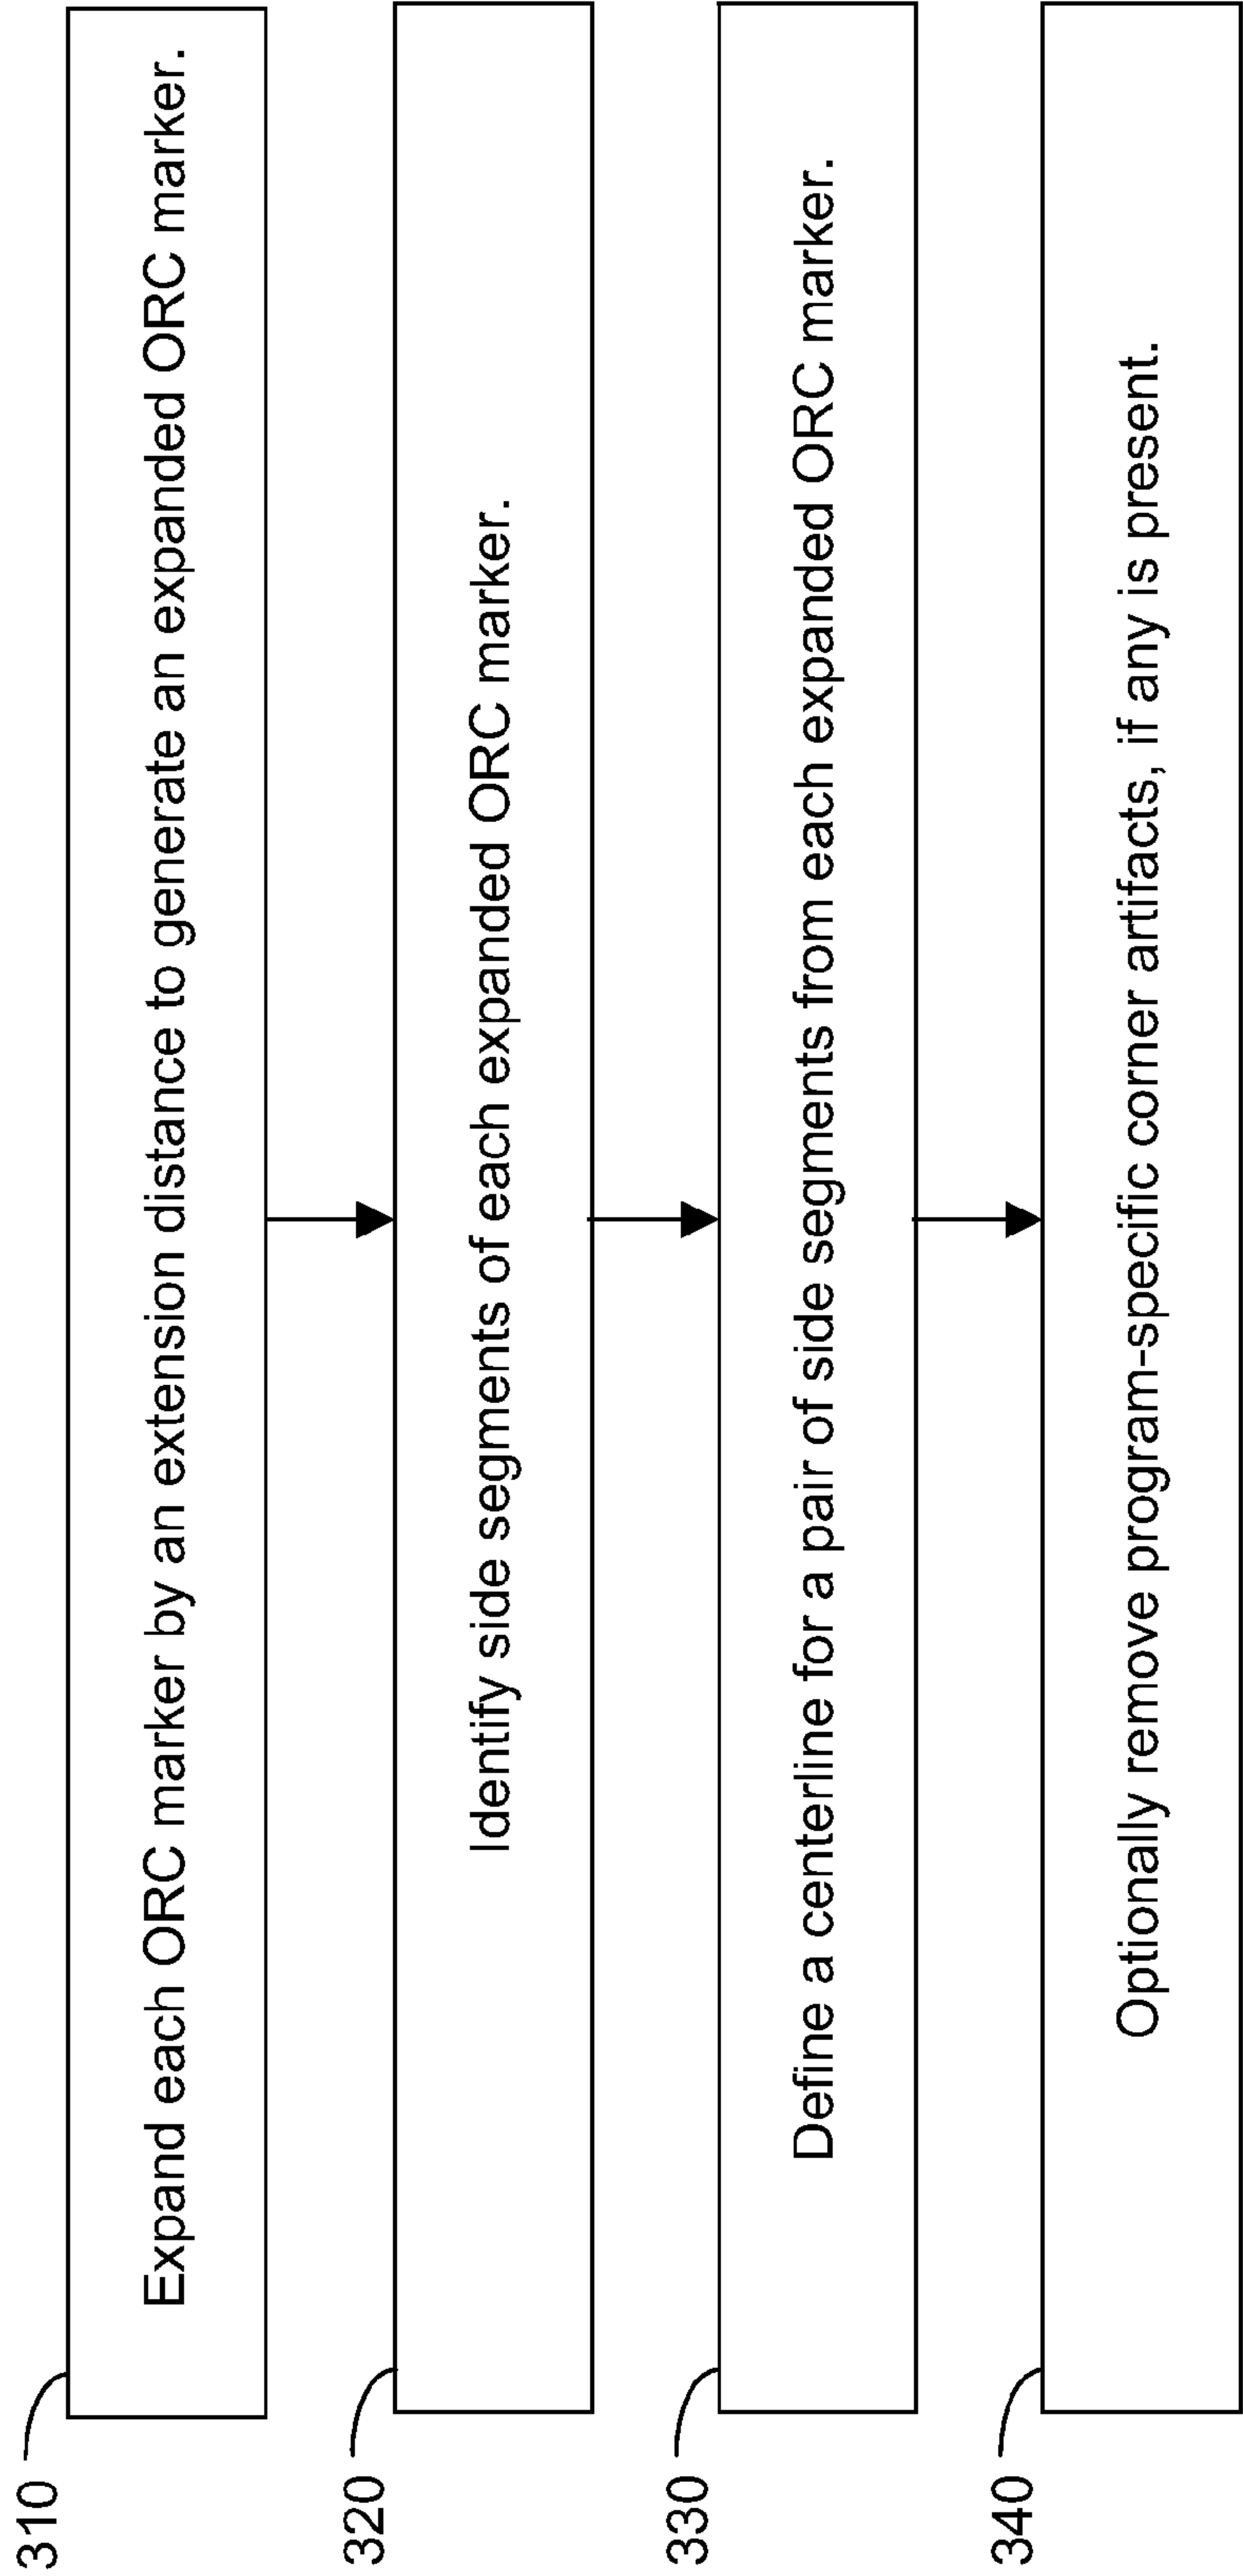 310
Expand each ORC marker by an extension distance to generate an expanded ORC marker.
320
Identify side segments of each expanded ORC marker.
330
Define a centerline for a pair of side segments from each expanded ORC marker.
340
Optionally remove program-specific corner artifacts, if any is present.